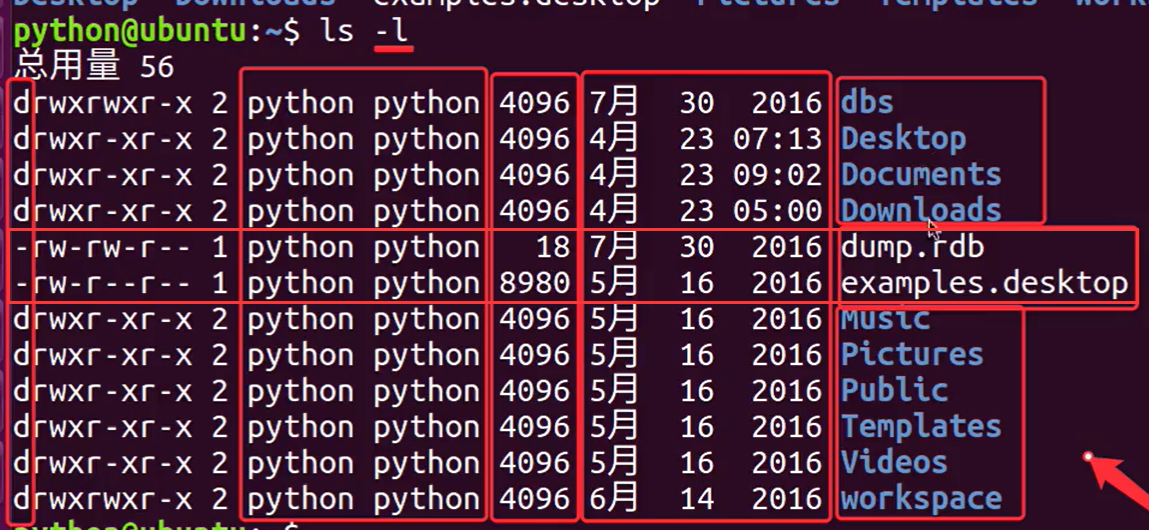 Desktop Downloads examples.desktop Pictures Templates
python@ubuntu:~$ ls -l
总用量 56
drwxrwxr-x 2 python python 4096 7月 30 2016 dbs
drwxr-xr-x 2 python python 4096 4月 23 07:13 Desktop
drwxr-xr-x 2 python python 4096 4月 23 09:02 Documents
drwxr-xr-x 2 python python 4096 4月 23 05:00 Downloads
-rw-rw-r-- 1 python python 18 7月 30 2016 dump.rdb
-rw-r--r-- 1 python python 8980 5月 16 2016 examples.desktop
drwxr-xr-x 2 python python 4096 5月 16 2016 Music
drwxr-xr-x 2 python python 4096 5月 16 2016 Pictures
drwxr-xr-x 2 python python 4096 5月 16 2016 Public
drwxr-xr-x 2 python python 4096 5月 16 2016 Templates
drwxr-xr-x 2 python python 4096 5月 16 2016 Videos
drwxrwxr-x 2 python python 4096 6月 14 2016 workspace
python@ubuntu:~$